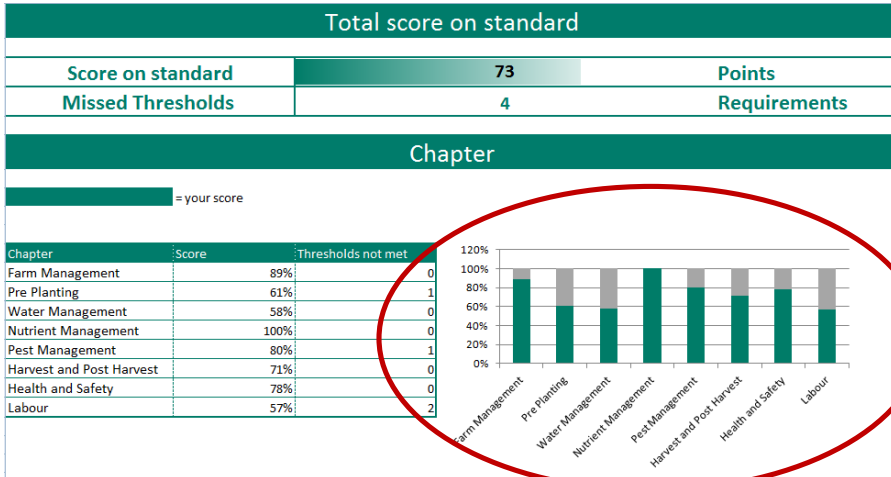 Total score on standard
Score on standard 73 Points
Missed Thresholds 4 Requirements
Chapter
= your score
Chapter Score Thresholds not met
Farm Management 89% 0
Pre Planting 61% 1
Water Management 58% 0
Nutrient Management 100% 0
Pest Management 80% 1
Harvest and Post Harvest 71% 0
Health and Safety 78% 0
Labour 57% 2
120%
100%
80%
60%
40%
20%
0%
Farm Management
Pre Planting
Water Management
Nutrient Management
Pest Management
Harvest and Post Harvest
Health and Safety
Labour